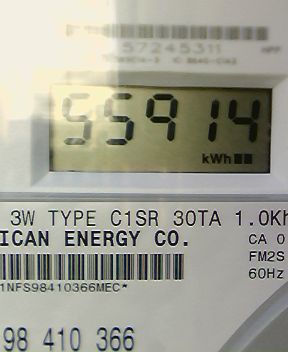 57245311
55914
kWh
3W TYPE C1SR 30TA 1.0Kh
ICAN ENERGY CO.
CA 0
FM2S
60Hz
1NFS98410366MEC*
98 410 366